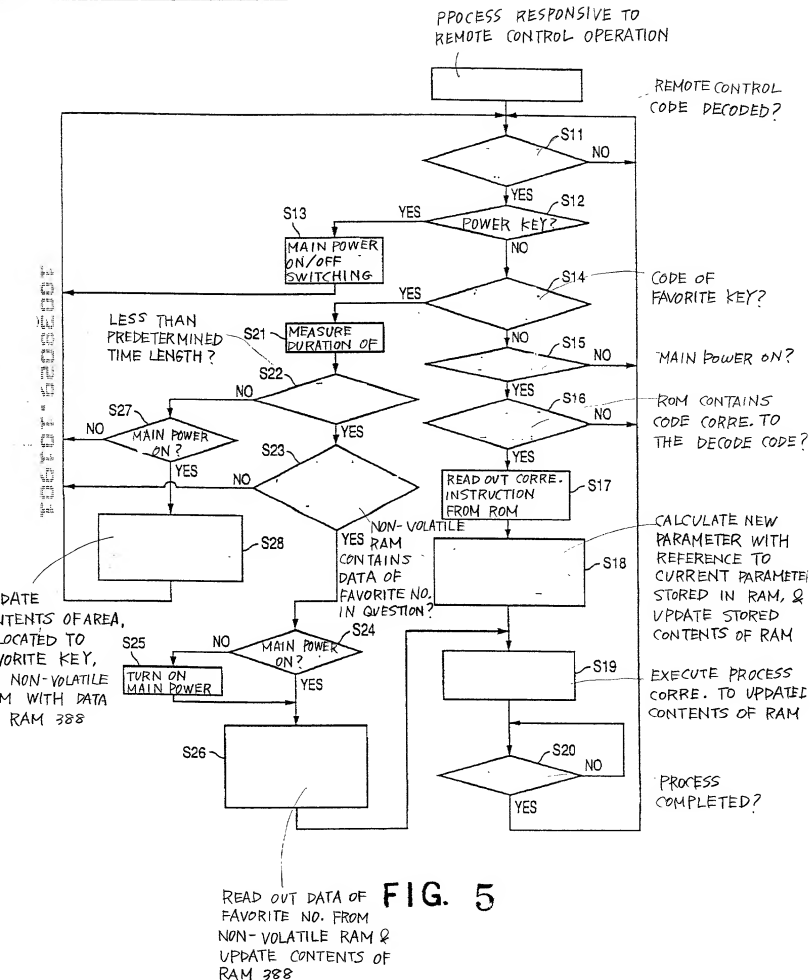 PPOCESS RESPONSIVE TO
REMOTE CONTROL OPERATION
REMOTE CONTROL
CODE DECODED?
S11
NO
YES
S12
POWER KEY?
YES
NO
S13
MAIN POWER
ON/OFF
SWITCHING
S14
YES
NO
CODE OF
FAVORITE KEY?
LESS THAN
PREDETERMINED
TIME LENGTH?
S21
MEASURE
DURATION OF
S15
NO
YES
MAIN POWER ON?
S22
NO
YES
S16
NO
YES
ROM CONTAINS
CODE CORRE. TO
THE DECODE CODE?
S27
NO
MAIN POWER
ON?
YES
S23
NO
YES
READ OUT CORRE.
INSTRUCTION
FROM ROM
S17
NON-VOLATILE
RAM
CONTAINS
DATA OF
FAVORITE NO.
IN QUESTION?
S28
S18
CALCULATE NEW
PARAMETER WITH
REFERENCE TO
CURRENT PARAMETE
STORED IN RAM, &
UPDATE STORED
CONTENTS OF RAM
DATE
TENTS OF AREA,
LOCATED TO
VORITE KEY,
NON-VOLATILE
M WITH DATA
RAM 388
S24
NO
MAIN POWER
ON?
YES
S25
TURN ON
MAIN POWER
S19
EXECUTE PROCESS
CORRE. TO UPDATED
CONTENTS OF RAM
S26
S20
NO
YES
PROCESS
COMPLETED?
READ OUT DATA OF
FAVORITE NO. FROM
NON-VOLATILE RAM &
UPDATE CONTENTS OF
RAM 388
FIG. 5